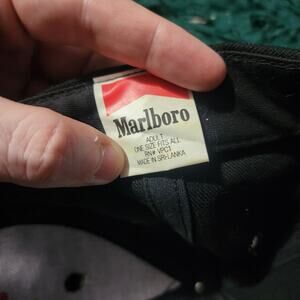 Marlboro
ADULT
ONE SIZE FITS ALL
RN# VPC1
MADE IN SRI-LANKA